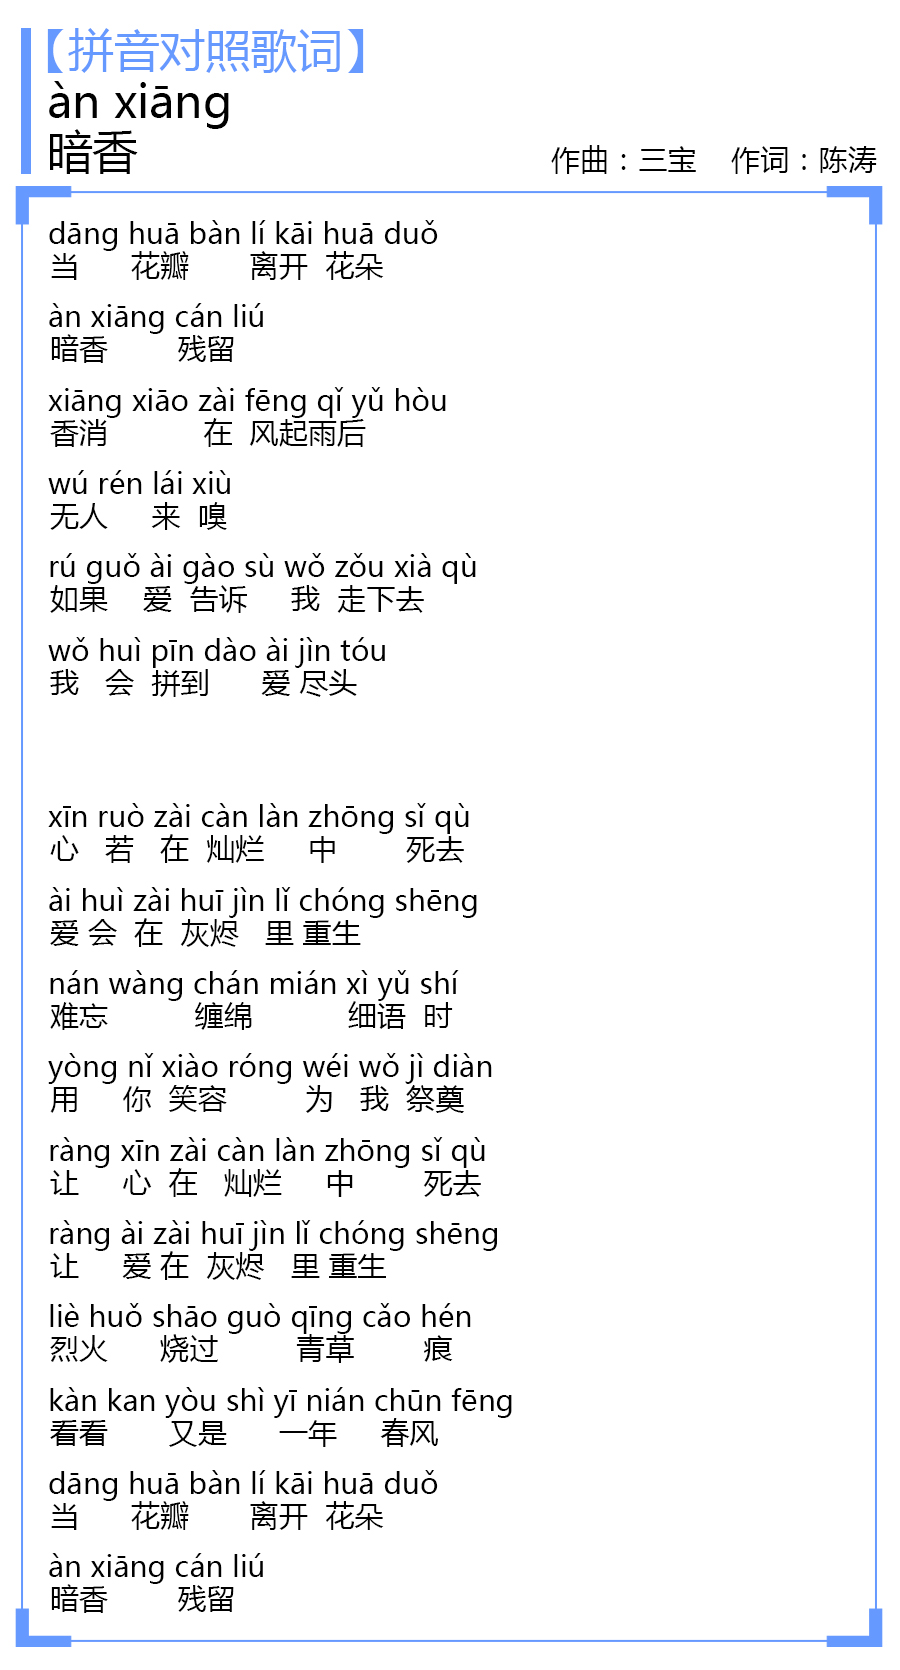 【拼音对照歌词】
àn xiāng
暗香
作曲：三宝 作词：陈涛
dāng huā bàn lí kāi huā duǒ
当 花瓣 离开 花朵
àn xiāng cán liú
暗香 残留
xiāng xiāo zài fēng qǐ yǔ hòu
香消 在 风起雨后
wú rén lái xiù
无人 来 嗅
rú guǒ ài gào sù wǒ zǒu xià qù
如果 爱 告诉 我 走下去
wǒ huì pīn dào ài jìn tóu
我 会 拼到 爱 尽头
xīn ruò zài càn làn zhōng sǐ qù
心 若 在 灿烂 中 死去
ài huì zài huī jìn lǐ chóng shēng
爱 会 在 灰烬 里 重生
nán wàng chán mián xì yǔ shí
难忘 缠绵 细语 时
yòng nǐ xiào róng wéi wǒ jì diàn
用 你 笑容 为 我 祭奠
ràng xīn zài càn làn zhōng sǐ qù
让 心 在 灿烂 中 死去
ràng ài zài huī jìn lǐ chóng shēng
让 爱 在 灰烬 里 重生
liè huǒ shāo guò qīng cǎo hén
烈火 烧过 青草 痕
kàn kan yòu shì yī nián chūn fēng
看看 又是 一年 春风
dāng huā bàn lí kāi huā duǒ
当 花瓣 离开 花朵
àn xiāng cán liú
暗香 残留